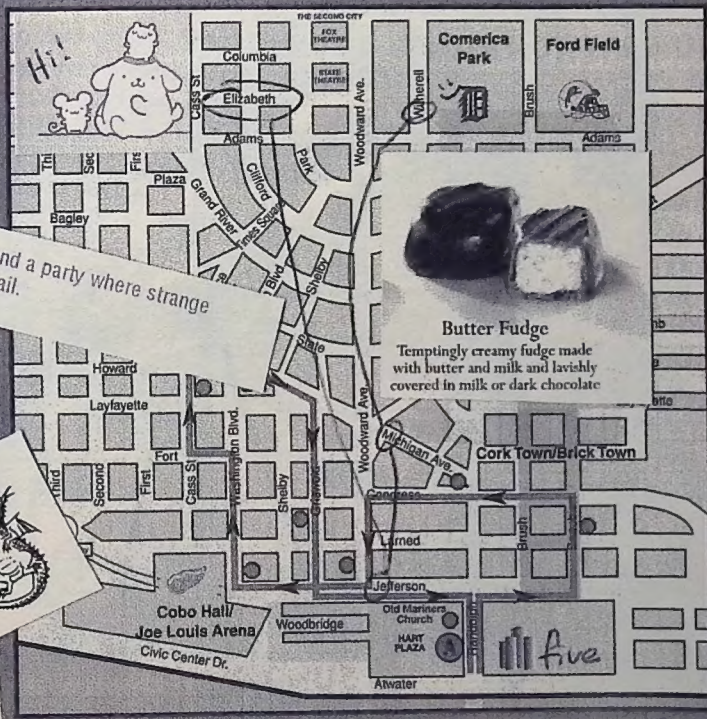 THE SECOND CITY
Hi!
FOX THEATRE
Comerica Park
Ford Field
Columbia
STATE THEATRE
Cass St.
Elizabeth
Woodward Ave.
Witherell
Brush
Adams
Adams
Park
Clifford
Plaza
Grand River
Times Square
Bagley
Blvd.
Shelby
nd a party where strange
ail.
Butter Fudge
Temptingly creamy fudge made
with butter and milk and lavishly
covered in milk or dark chocolate
State
Howard
Layfayette
Woodward Ave.
Michigan Ave.
Cork Town/Brick Town
Fort
Third
Second
First
Cass St.
Washington Blvd.
Shelby
Griswold
Congress
Larned
Brush
Jefferson
Cobo Hall/
Joe Louis Arena
Woodbridge
Old Mariners
Church
HART
PLAZA
Randolph
five
Civic Center Dr.
Atwater